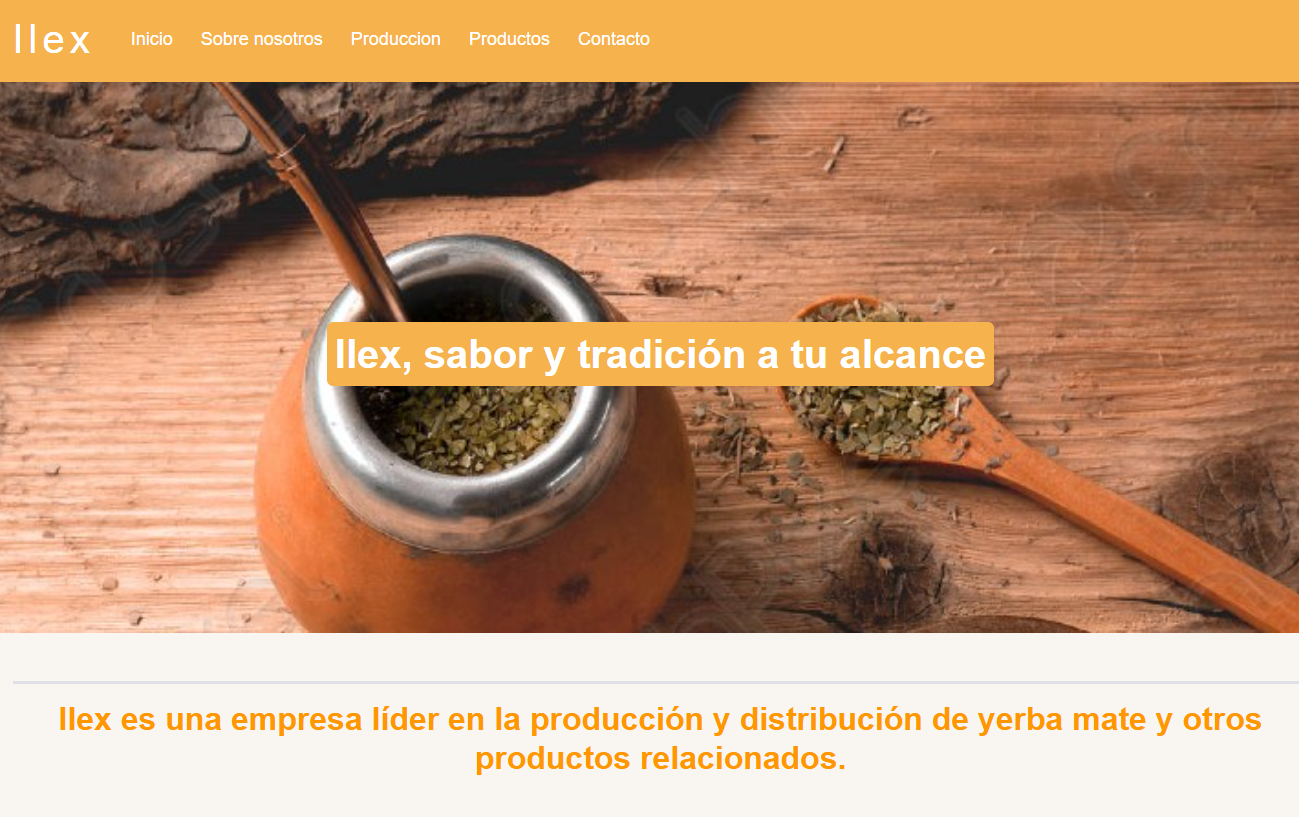 Ilex
Inicio Sobre nosotros Produccion Productos Contacto
Ilex, sabor y tradición a tu alcance
Ilex es una empresa líder en la producción y distribución de yerba mate y otros
productos relacionados.